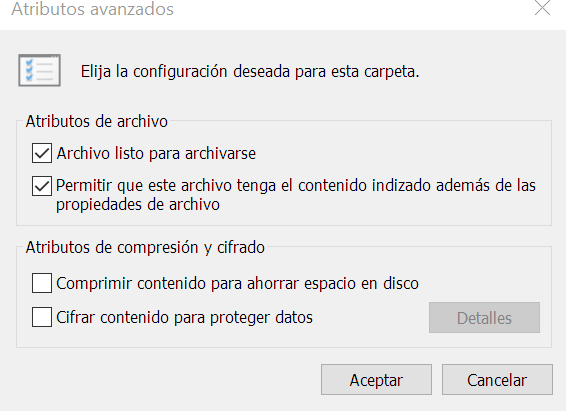 Atributos avanzados
Elija la configuración deseada para esta carpeta.
Atributos de archivo
Archivo listo para archivarse
Permitir que este archivo tenga el contenido indizado además de las
propiedades de archivo
Atributos de compresión y cifrado
Comprimir contenido para ahorrar espacio en disco
Cifrar contenido para proteger datos
Detalles
Aceptar
Cancelar